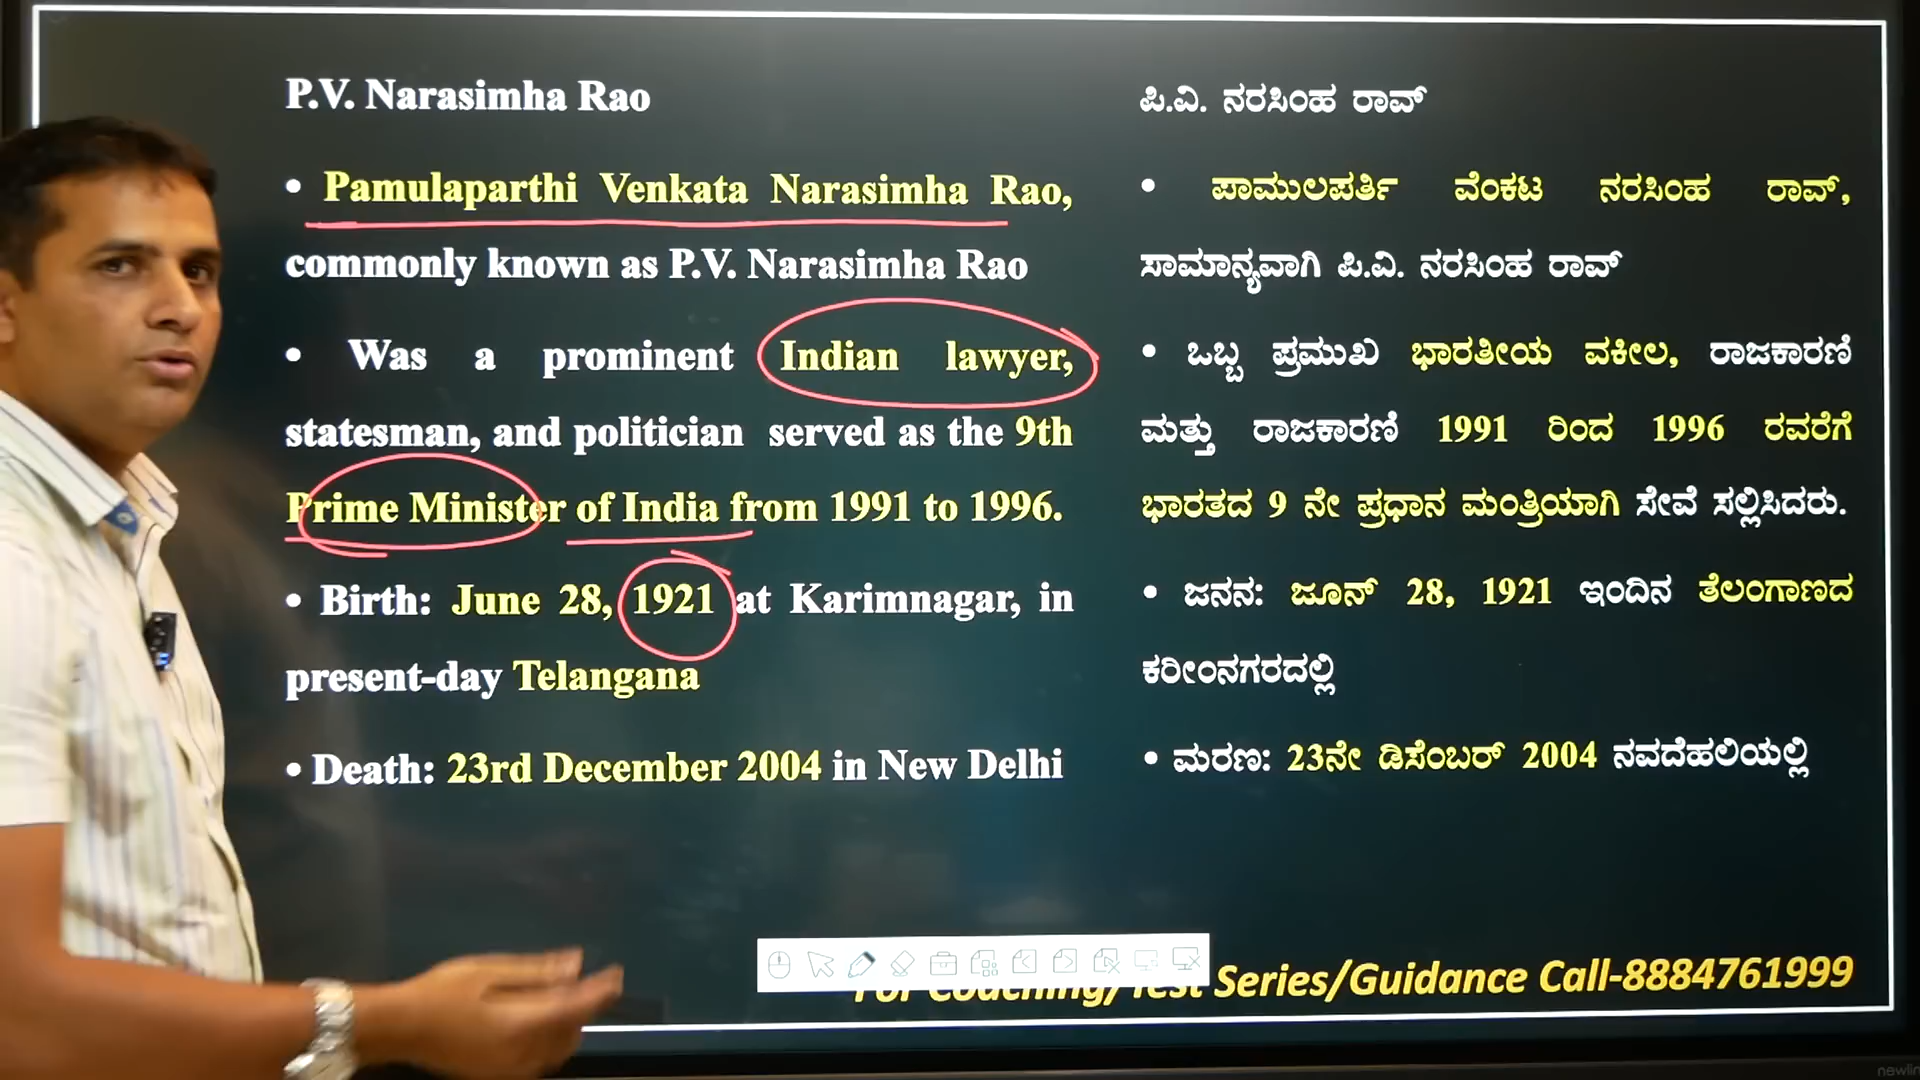 P.V. Narasimha Rao
• Pamulaparthi Venkata Narasimha Rao,
commonly known as P.V. Narasimha Rao
• Was a prominent Indian lawyer,
statesman, and politician served as the 9th
Prime Minister of India from 1991 to 1996.
• Birth: June 28, 1921 at Karimnagar, in
present-day Telangana
• Death: 23rd December 2004 in New Delhi
ಪಿ.ವಿ. ನರಸಿಂಹ ರಾವ್
• ಪಾಮುಲಪರ್ತಿ ವೆಂಕಟ ನರಸಿಂಹ ರಾವ್,
ಸಾಮಾನ್ಯವಾಗಿ ಪಿ.ವಿ. ನರಸಿಂಹ ರಾವ್
• ಒಬ್ಬ ಪ್ರಮುಖ ಭಾರತೀಯ ವಕೀಲ, ರಾಜಕಾರಣಿ
ಮತ್ತು ರಾಜಕಾರಣಿ 1991 ರಿಂದ 1996 ರವರೆಗೆ
ಭಾರತದ 9 ನೇ ಪ್ರಧಾನ ಮಂತ್ರಿಯಾಗಿ ಸೇವೆ ಸಲ್ಲಿಸಿದರು.
• ಜನನ: ಜೂನ್ 28, 1921 ಇಂದಿನ ತೆಲಂಗಾಣದ
ಕರೀಂನಗರದಲ್ಲಿ
• ಮರಣ: 23ನೇ ಡಿಸೆಂಬರ್ 2004 ನವದೆಹಲಿಯಲ್ಲಿ
Series/Guidance Call-8884761999